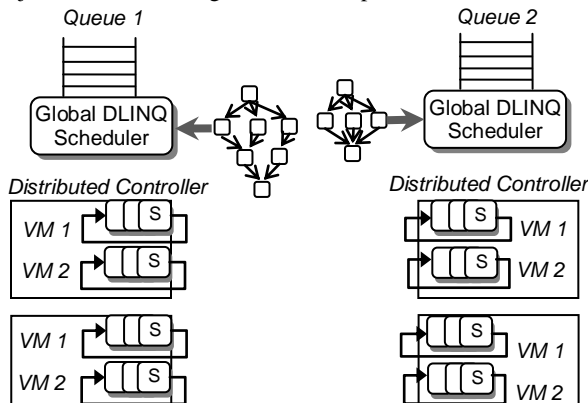 Queue 1
Queue 2
Global DLINQ
Scheduler
Global DLINQ
Scheduler
Distributed Controller
Distributed Controller
VM 1
S
S
VM 1
VM 2
S
S
VM 2
VM 1
S
S
VM 1
VM 2
S
S
VM 2